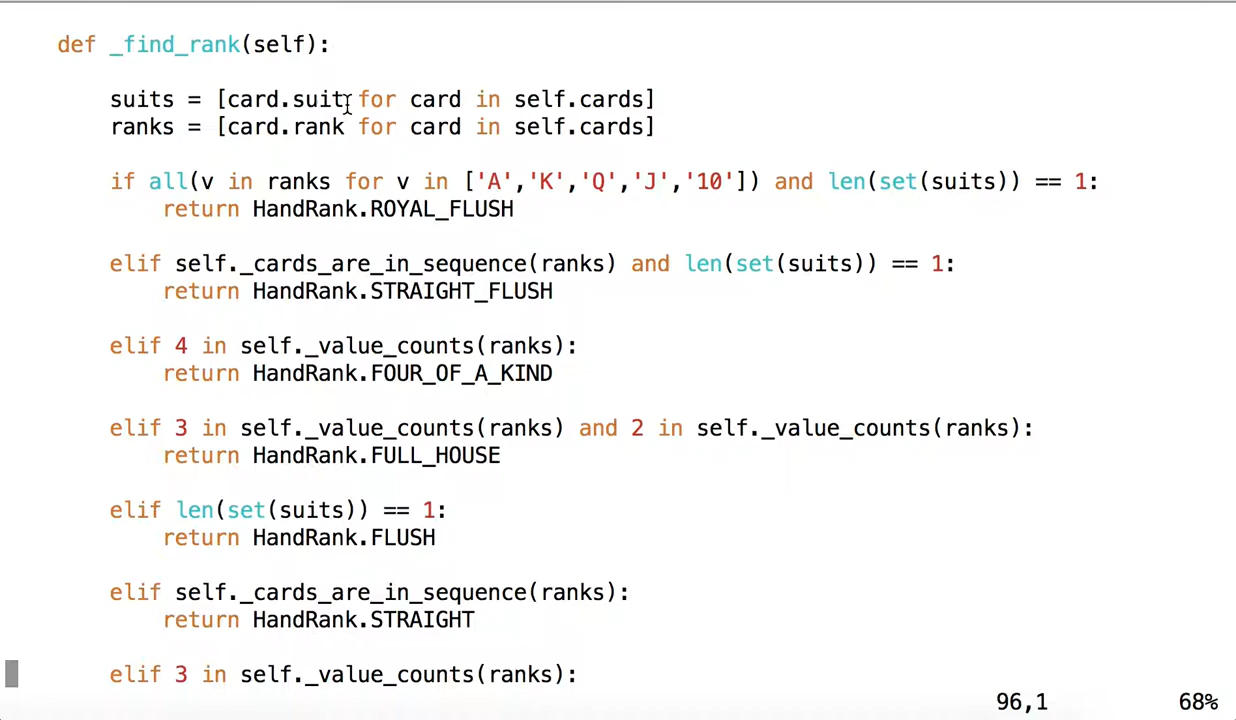 def _find_rank(self):
suits = [card.suit for card in self.cards]
ranks = [card.rank for card in self.cards]
if all(v in ranks for v in ['A','K','Q','J','10']) and len(set(suits)) == 1:
return HandRank.ROYAL_FLUSH
elif self._cards_are_in_sequence(ranks) and len(set(suits)) == 1:
return HandRank.STRAIGHT_FLUSH
elif 4 in self._value_counts(ranks):
return HandRank.FOUR_OF_A_KIND
elif 3 in self._value_counts(ranks) and 2 in self._value_counts(ranks):
return HandRank.FULL_HOUSE
elif len(set(suits)) == 1:
return HandRank.FLUSH
elif self._cards_are_in_sequence(ranks):
return HandRank.STRAIGHT
elif 3 in self._value_counts(ranks):
96,1 68%